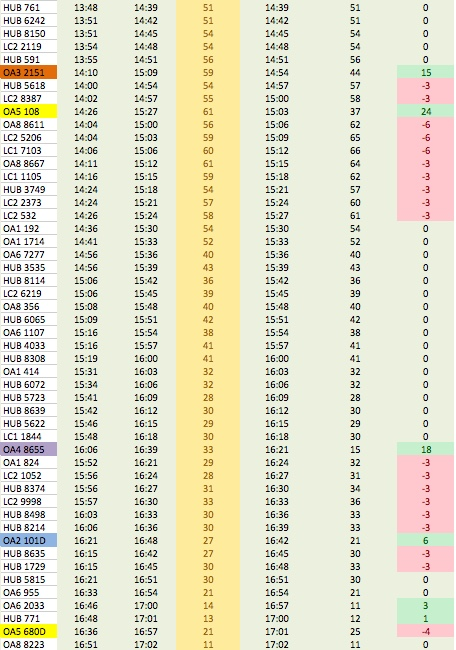 HUB 761 13:48 14:39 51 14:39 51 0
HUB 6242 13:51 14:42 51 14:42 51 0
HUB 8150 13:51 14:45 54 14:45 54 0
LC2 2119 13:54 14:48 54 14:48 54 0
HUB 591 13:55 14:51 56 14:51 56 0
OA3 2151 14:10 15:09 59 14:54 44 15
HUB 5618 14:00 14:54 54 14:57 57 -3
LC2 8387 14:02 14:57 55 15:00 58 -3
OA5 108 14:26 15:27 61 15:03 37 24
OA8 8611 14:04 15:00 56 15:06 62 -6
LC2 5206 14:04 15:03 59 15:09 65 -6
LC1 7103 14:06 15:06 60 15:12 66 -6
OA8 8667 14:11 15:12 61 15:15 64 -3
LC1 1105 14:16 15:15 59 15:18 62 -3
HUB 3749 14:24 15:18 54 15:21 57 -3
LC2 2373 14:24 15:21 57 15:24 60 -3
LC2 532 14:26 15:24 58 15:27 61 -3
OA1 192 14:36 15:30 54 15:30 54 0
OA1 1714 14:41 15:33 52 15:33 52 0
OA6 7277 14:56 15:36 40 15:36 40 0
HUB 3535 14:56 15:39 43 15:39 43 0
HUB 8114 15:06 15:42 36 15:42 36 0
LC2 6219 15:06 15:45 39 15:45 39 0
OA8 356 15:08 15:48 40 15:48 40 0
HUB 6065 15:09 15:51 42 15:51 42 0
OA6 1107 15:16 15:54 38 15:54 38 0
HUB 4033 15:16 15:57 41 15:57 41 0
HUB 8308 15:19 16:00 41 16:00 41 0
OA1 414 15:31 16:03 32 16:03 32 0
HUB 6072 15:34 16:06 32 16:06 32 0
HUB 5723 15:41 16:09 28 16:09 28 0
HUB 8639 15:42 16:12 30 16:12 30 0
HUB 5622 15:46 16:15 29 16:15 29 0
LC1 1844 15:48 16:18 30 16:18 30 0
OA4 8655 16:06 16:39 33 16:21 15 18
OA1 824 15:52 16:21 29 16:24 32 -3
LC2 1052 15:56 16:24 28 16:27 31 -3
HUB 8374 15:56 16:27 31 16:30 34 -3
LC2 9998 15:57 16:30 33 16:33 36 -3
HUB 8498 16:03 16:33 30 16:36 33 -3
HUB 8214 16:06 16:36 30 16:39 33 -3
OA2 101D 16:21 16:48 27 16:42 21 6
HUB 8635 16:15 16:42 27 16:45 30 -3
HUB 1729 16:15 16:45 30 16:48 33 -3
HUB 5815 16:21 16:51 30 16:51 30 0
OA6 955 16:33 16:54 21 16:54 21 0
OA6 2033 16:46 17:00 14 16:57 11 3
HUB 771 16:48 17:01 13 17:00 12 1
OA5 680D 16:36 16:57 21 17:01 25 -4
OA8 8223 16:51 17:02 11 17:02 11 0